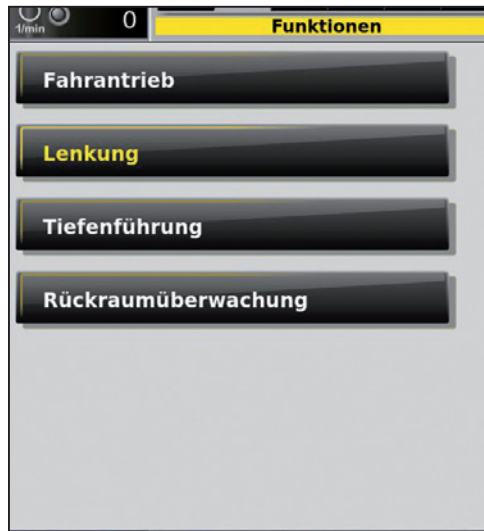 1/min
0
Funktionen
Fahrantrieb
Lenkung
Tiefenführung
Rückraumüberwachung